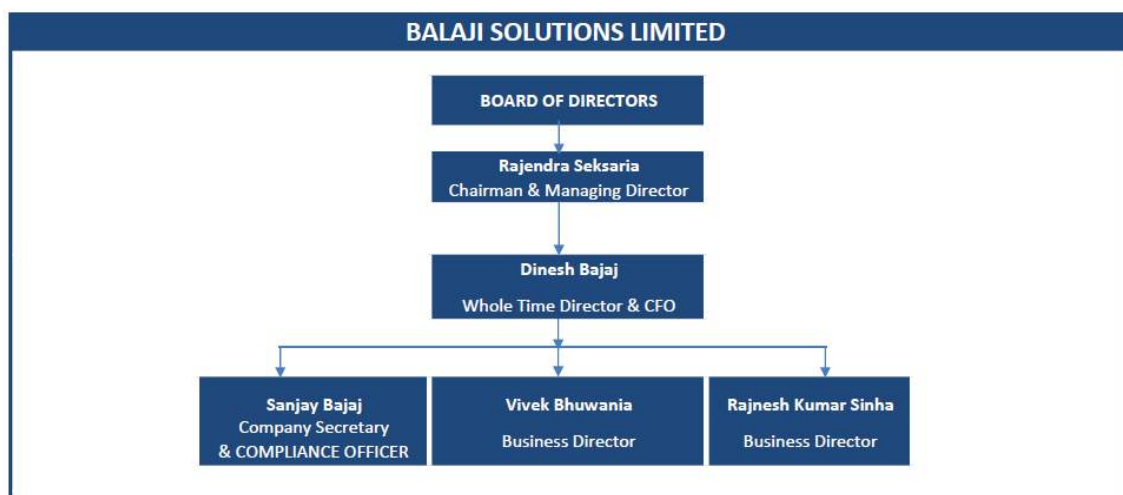 BALAJI SOLUTIONS LIMITED
BOARD OF DIRECTORS
Rajendra Seksaria
Chairman & Managing Director
Dinesh Bajaj
Whole Time Director & CFO
Sanjay Bajaj
Company Secretary
& COMPLIANCE OFFICER
Vivek Bhuwania
Business Director
Rajnesh Kumar Sinha
Business Director